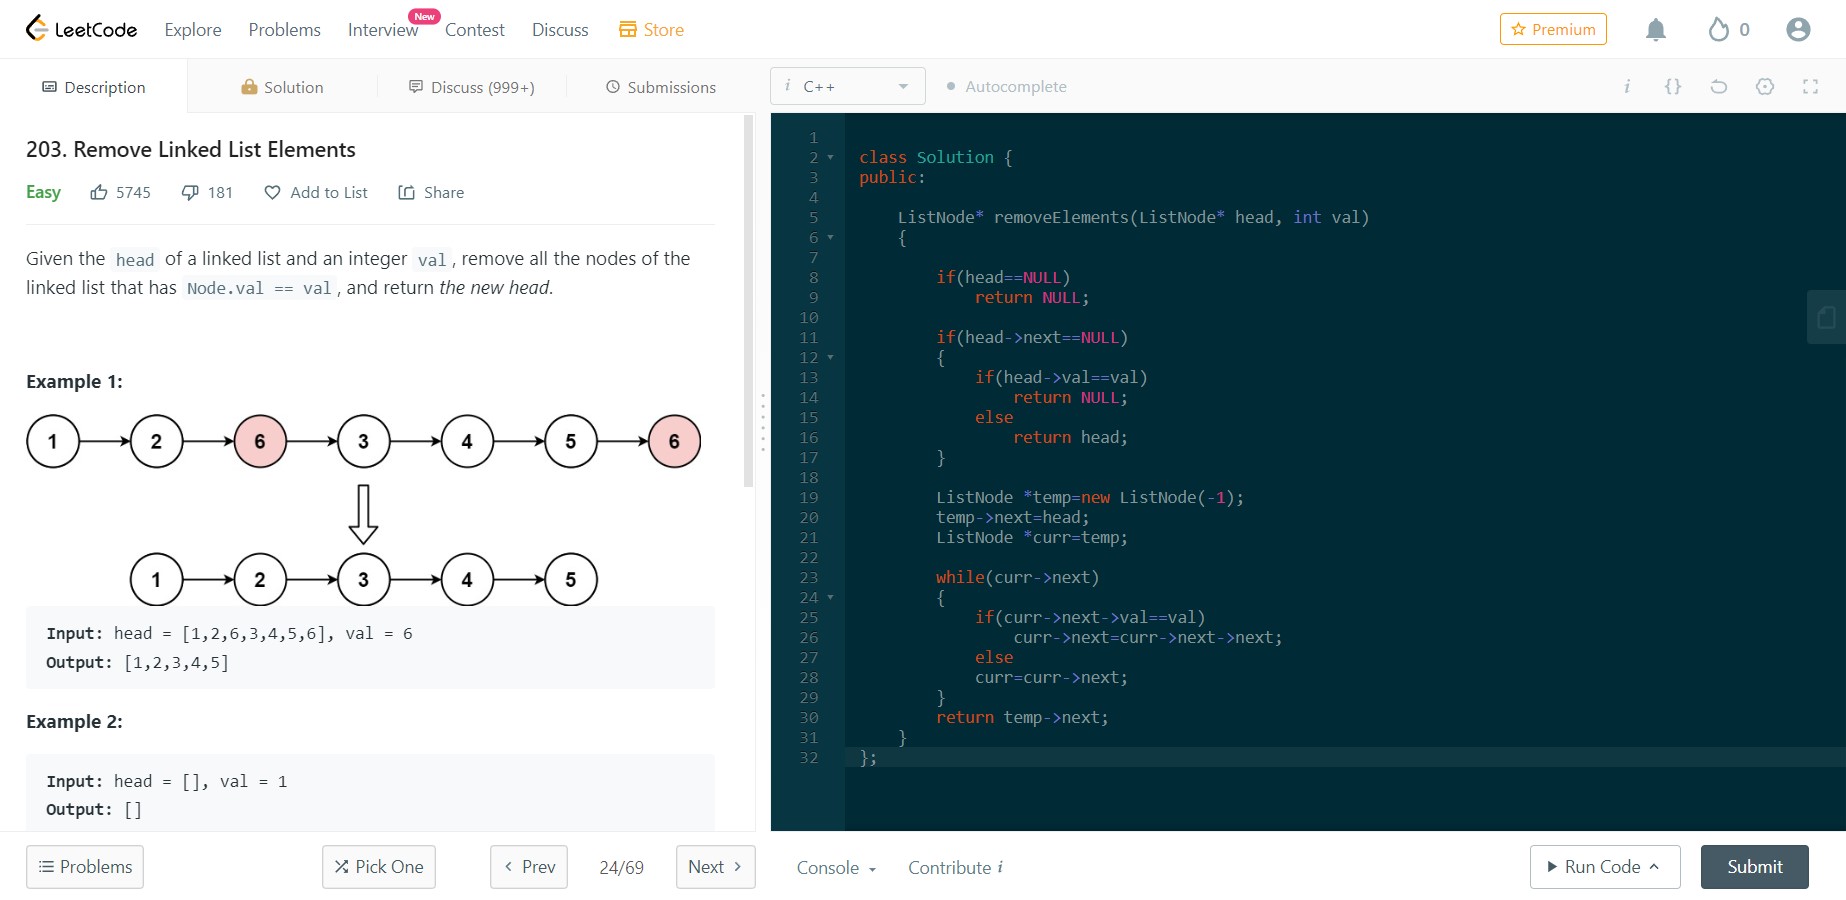 LeetCode Explore Problems Interview New Contest Discuss Store Premium 0
Description Solution Discuss (999+) Submissions
203. Remove Linked List Elements
Easy 5745 181 Add to List Share
Given the head of a linked list and an integer val, remove all the nodes of the
linked list that has Node.val == val, and return the new head.
Example 1:
1 2 6 3 4 5 6
1 2 3 4 5
Input: head = [1,2,6,3,4,5,6], val = 6
Output: [1,2,3,4,5]
Example 2:
Input: head = [], val = 1
Output: []
Problems Pick One Prev 24/69 Next
i C++ Autocomplete i {}
1
2 class Solution {
3 public:
4
5     ListNode* removeElements(ListNode* head, int val)
6     {
7
8         if(head==NULL)
9             return NULL;
10
11         if(head->next==NULL)
12         {
13             if(head->val==val)
14                 return NULL;
15             else
16                 return head;
17         }
18
19         ListNode *temp=new ListNode(-1);
20         temp->next=head;
21         ListNode *curr=temp;
22
23         while(curr->next)
24         {
25             if(curr->next->val==val)
26                 curr->next=curr->next->next;
27             else
28             curr=curr->next;
29         }
30         return temp->next;
31     }
32 };
Console Contribute i Run Code Submit